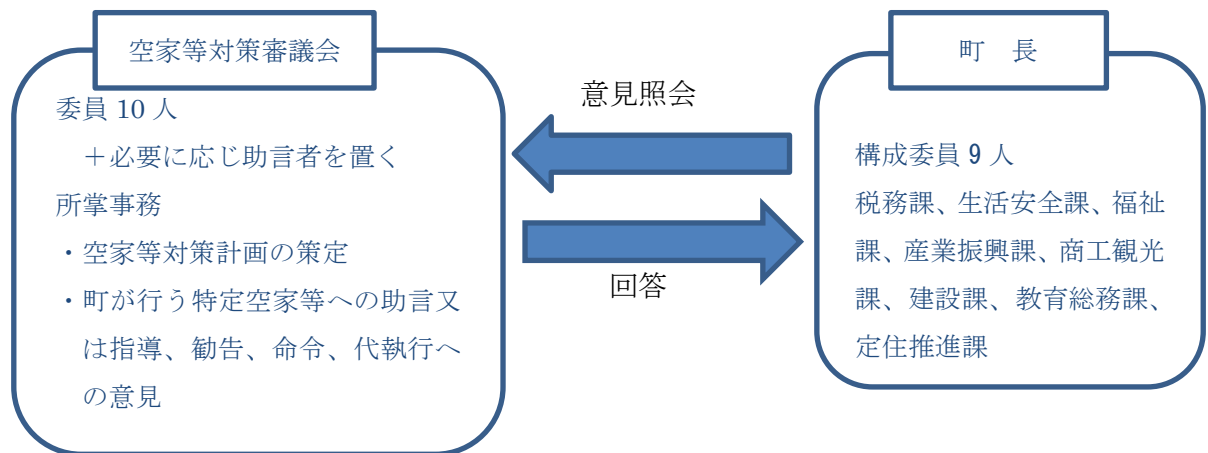 空家等対策審議会
委員 10 人
＋必要に応じ助言者を置く
所掌事務
・空家等対策計画の策定
・町が行う特定空家等への助言又
は指導、勧告、命令、代執行へ
の意見
意見照会
回答
町　長
構成委員 9 人
税務課、生活安全課、福祉
課、産業振興課、商工観光
課、建設課、教育総務課、
定住推進課